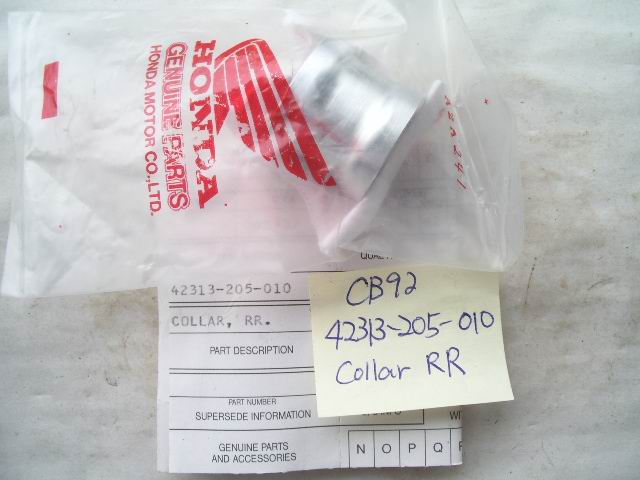 HONDA
GENUINE PARTS
HONDA MOTOR CO.,LTD.
42313-205-010
COLLAR, RR.
PART DESCRIPTION
PART NUMBER
SUPERSEDE INFORMATION
GENUINE PARTS
AND ACCESSORIES
N O P Q
CB92
42313-205-010
Collar RR